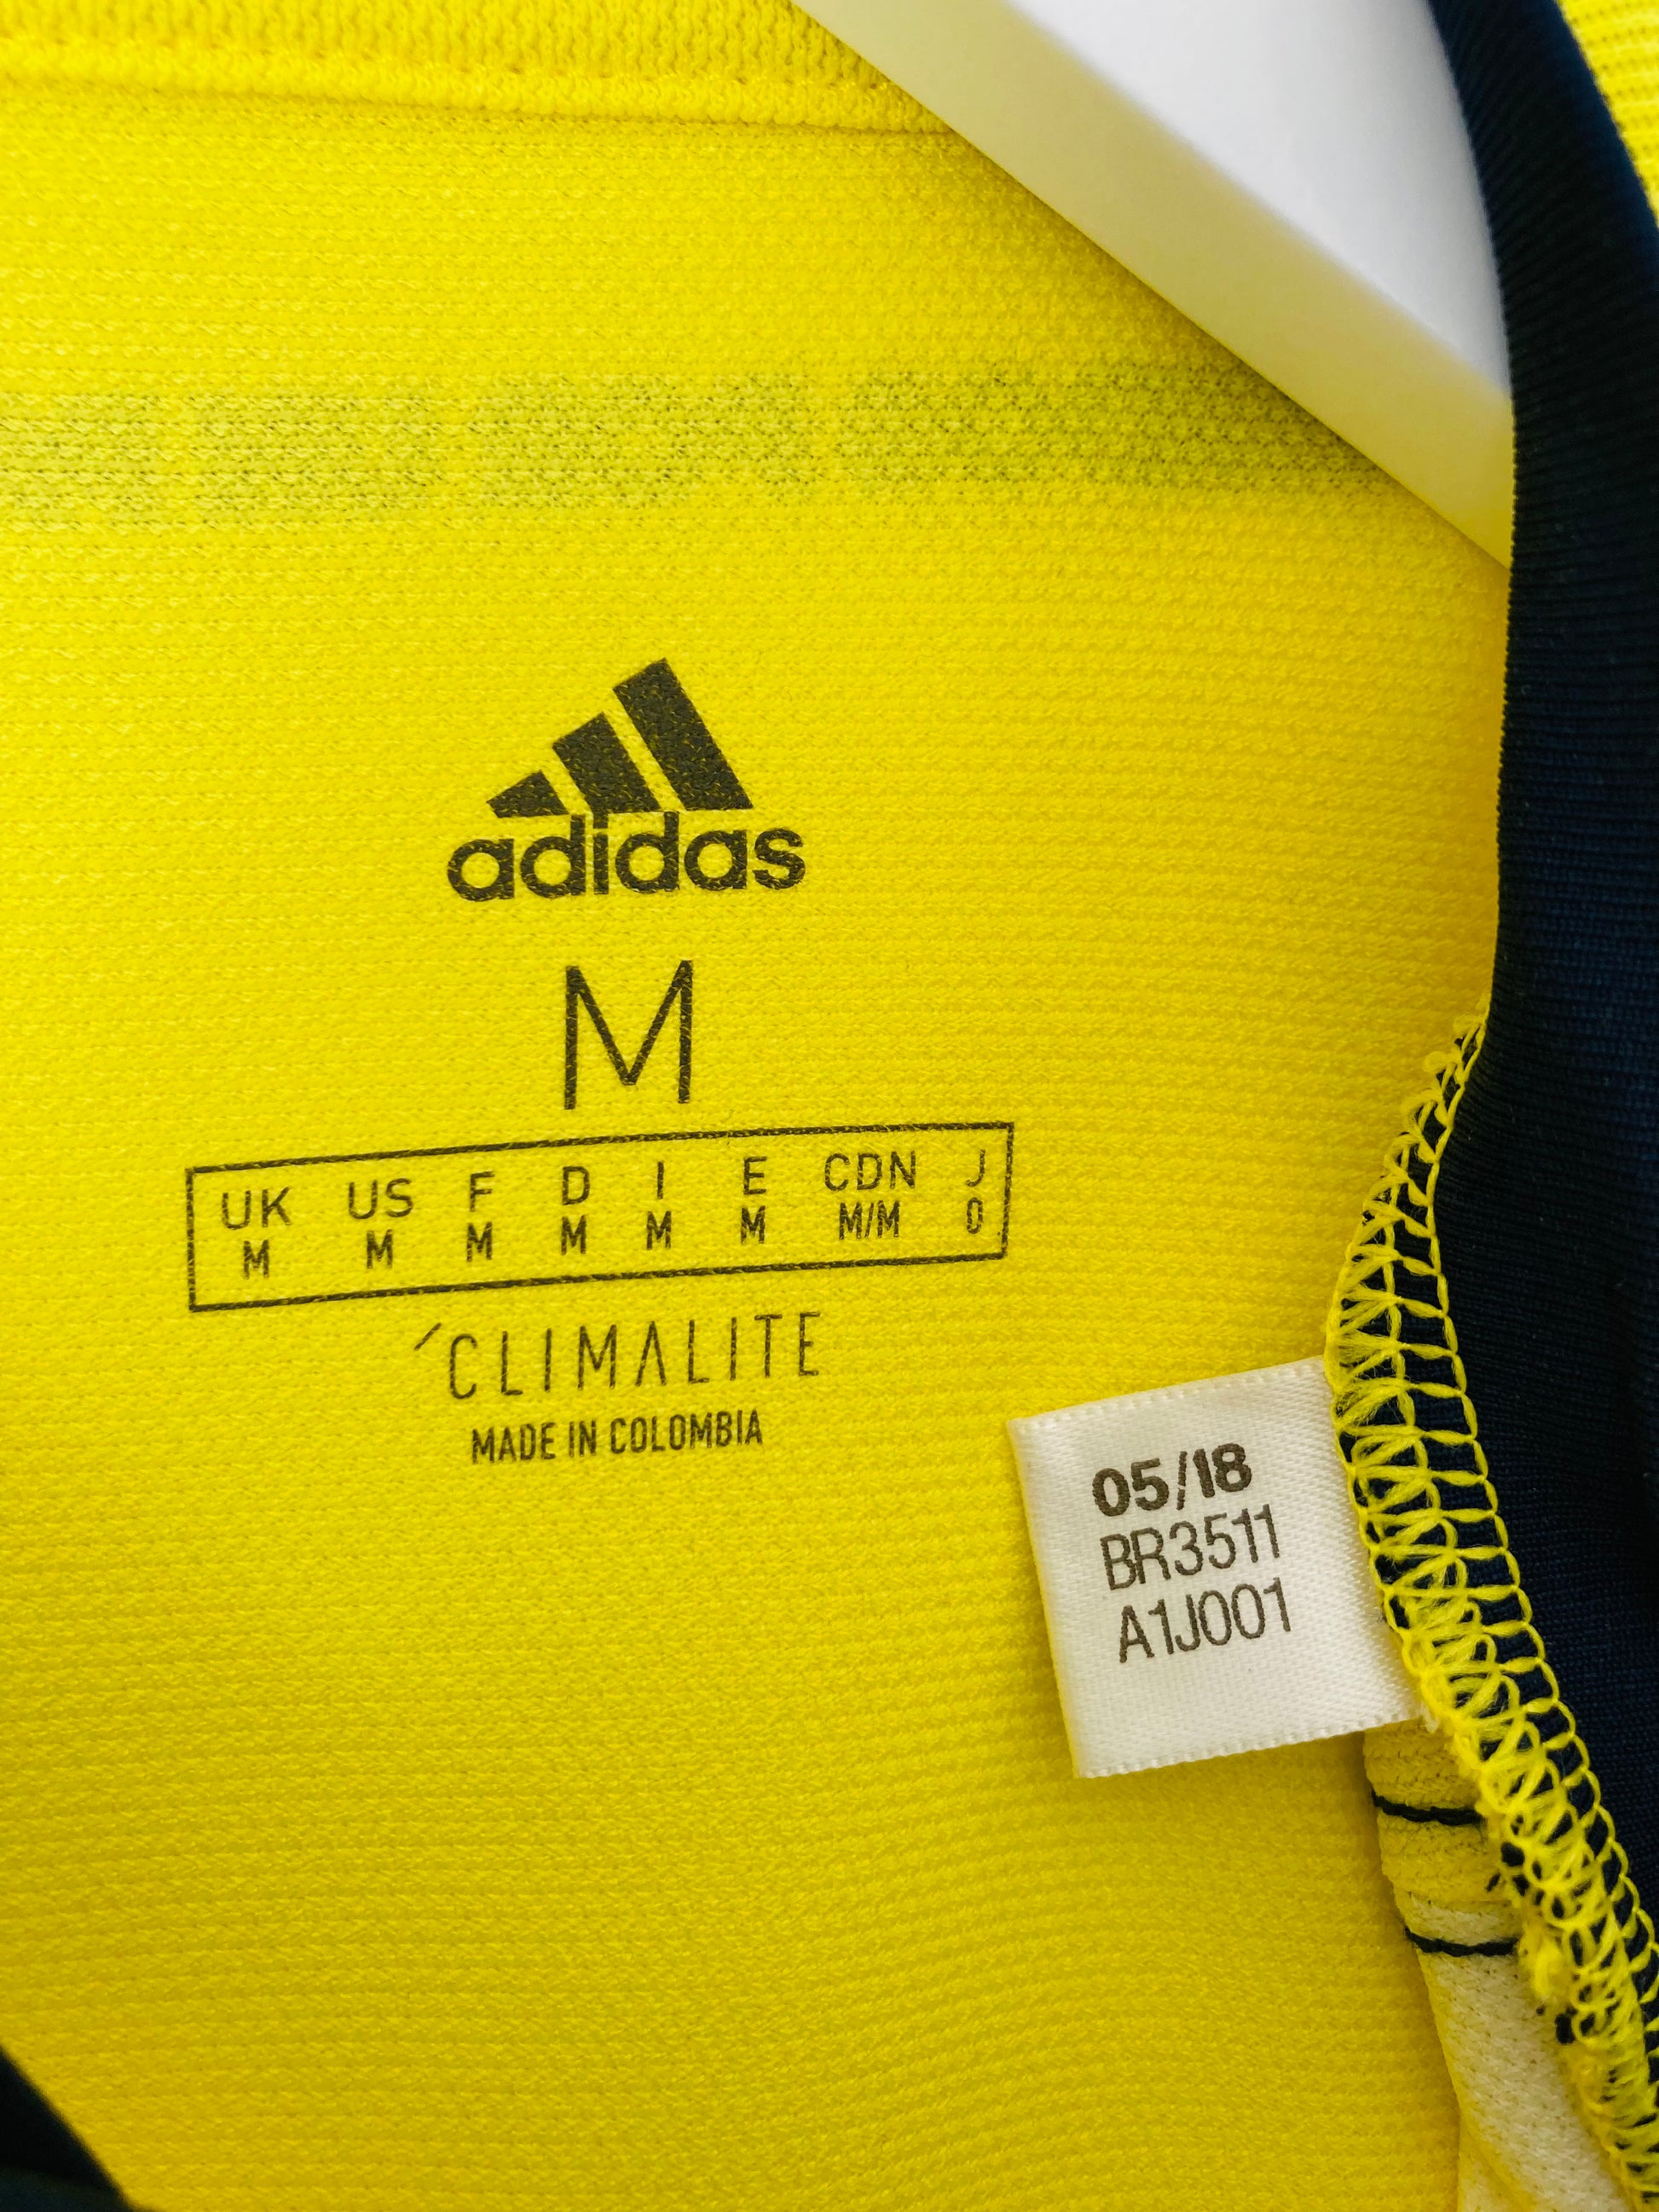 adidas
M
UK US F D I E CDN J
M M M M M M M/M O
´CLIMALITE
MADE IN COLOMBIA
05/18
BR3511
A1J001